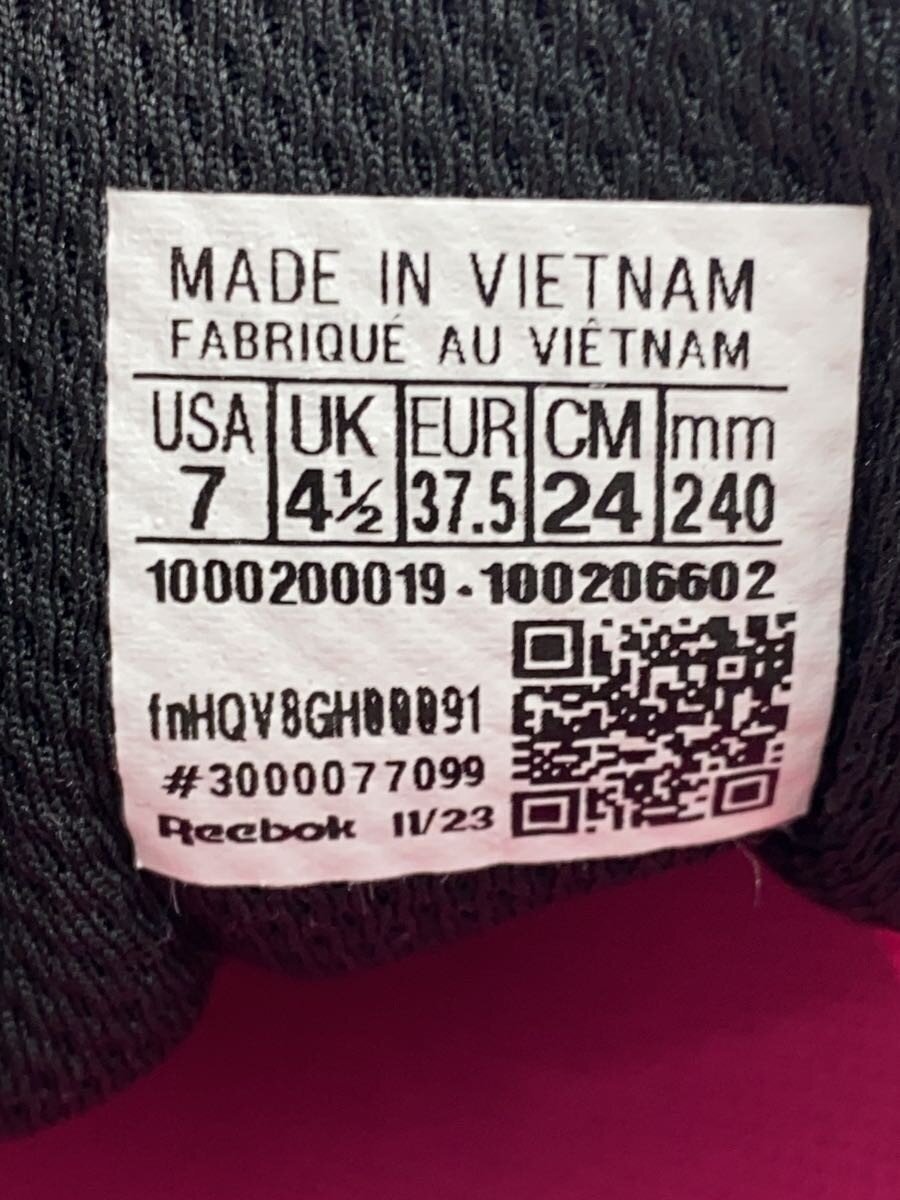 MADE IN VIETNAM
FABRIQUÉ AU VIÊTNAM
USA UK EUR CM mm
7 4½ 37.5 24 240
1000200019-100206602
fnHQV8GH00091
#3000077099
Reebok 11/23